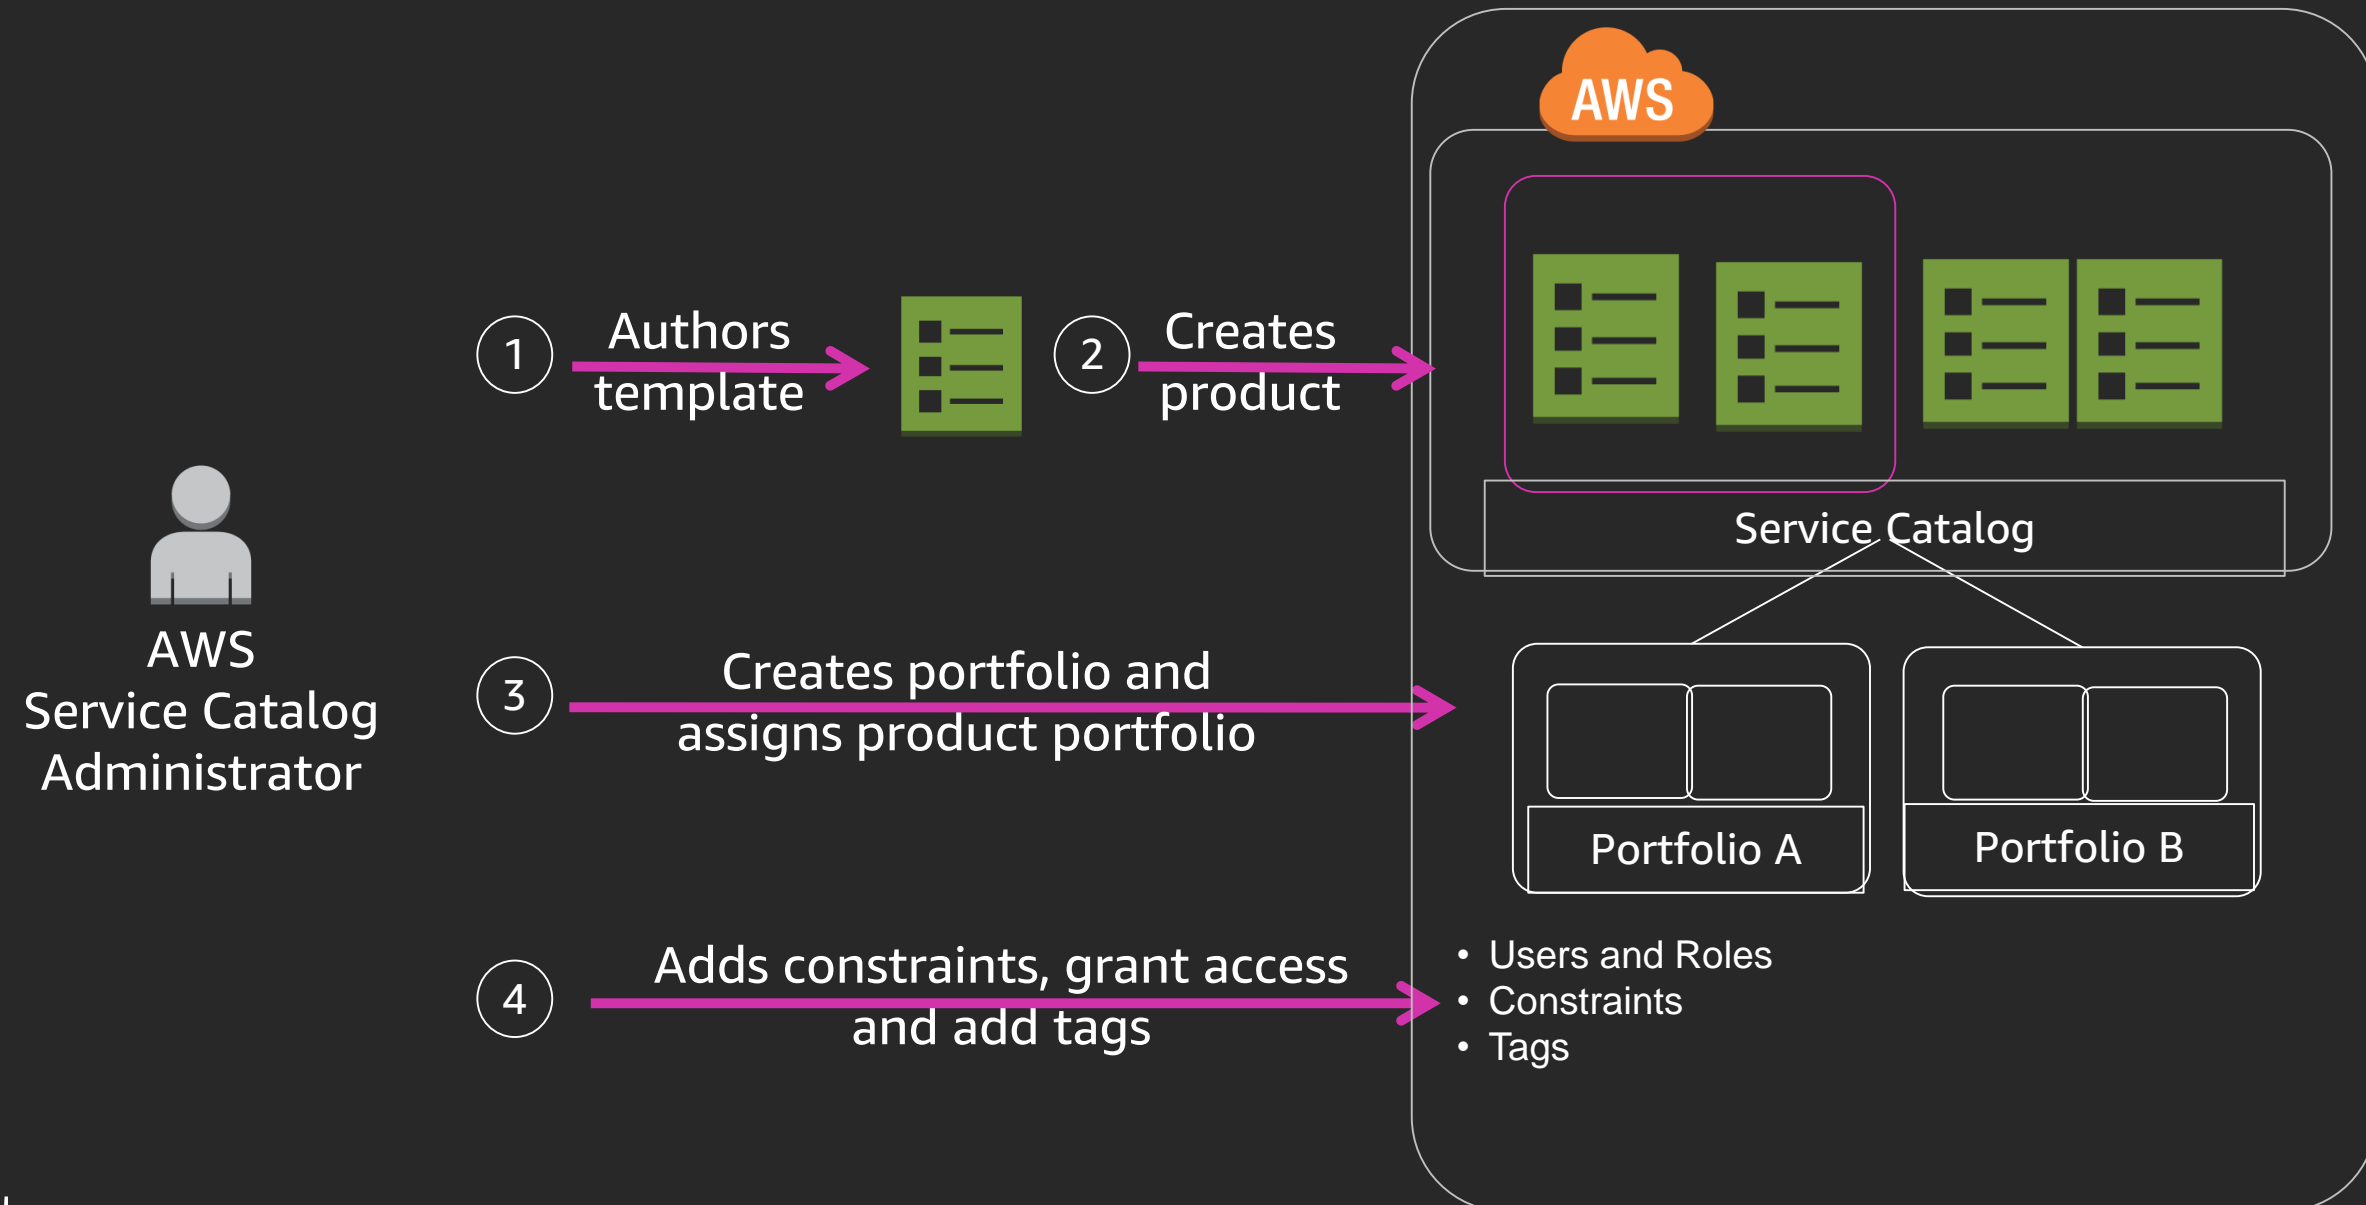 AWS
1
Authors
template
2
Creates
product
Service Catalog
AWS
Service Catalog
Administrator
3
Creates portfolio and
assigns product portfolio
Portfolio A
Portfolio B
4
Adds constraints, grant access
and add tags
• Users and Roles
• Constraints
• Tags